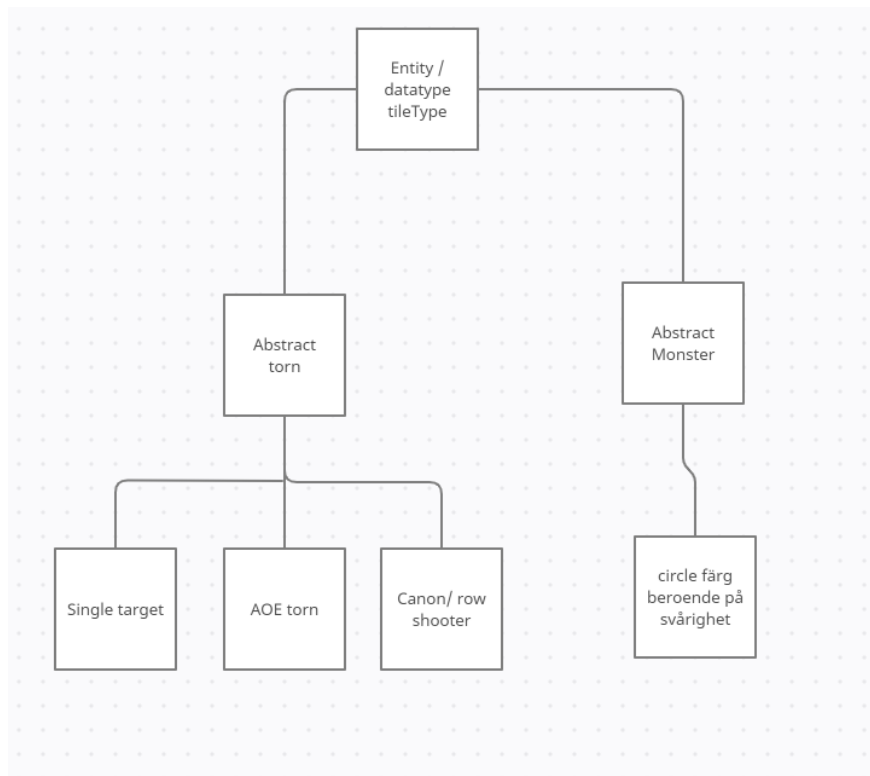 Entity /
datatype
tileType
Abstract
torn
Abstract
Monster
Single target
AOE torn
Canon/ row
shooter
circle färg
beroende på
svårighet